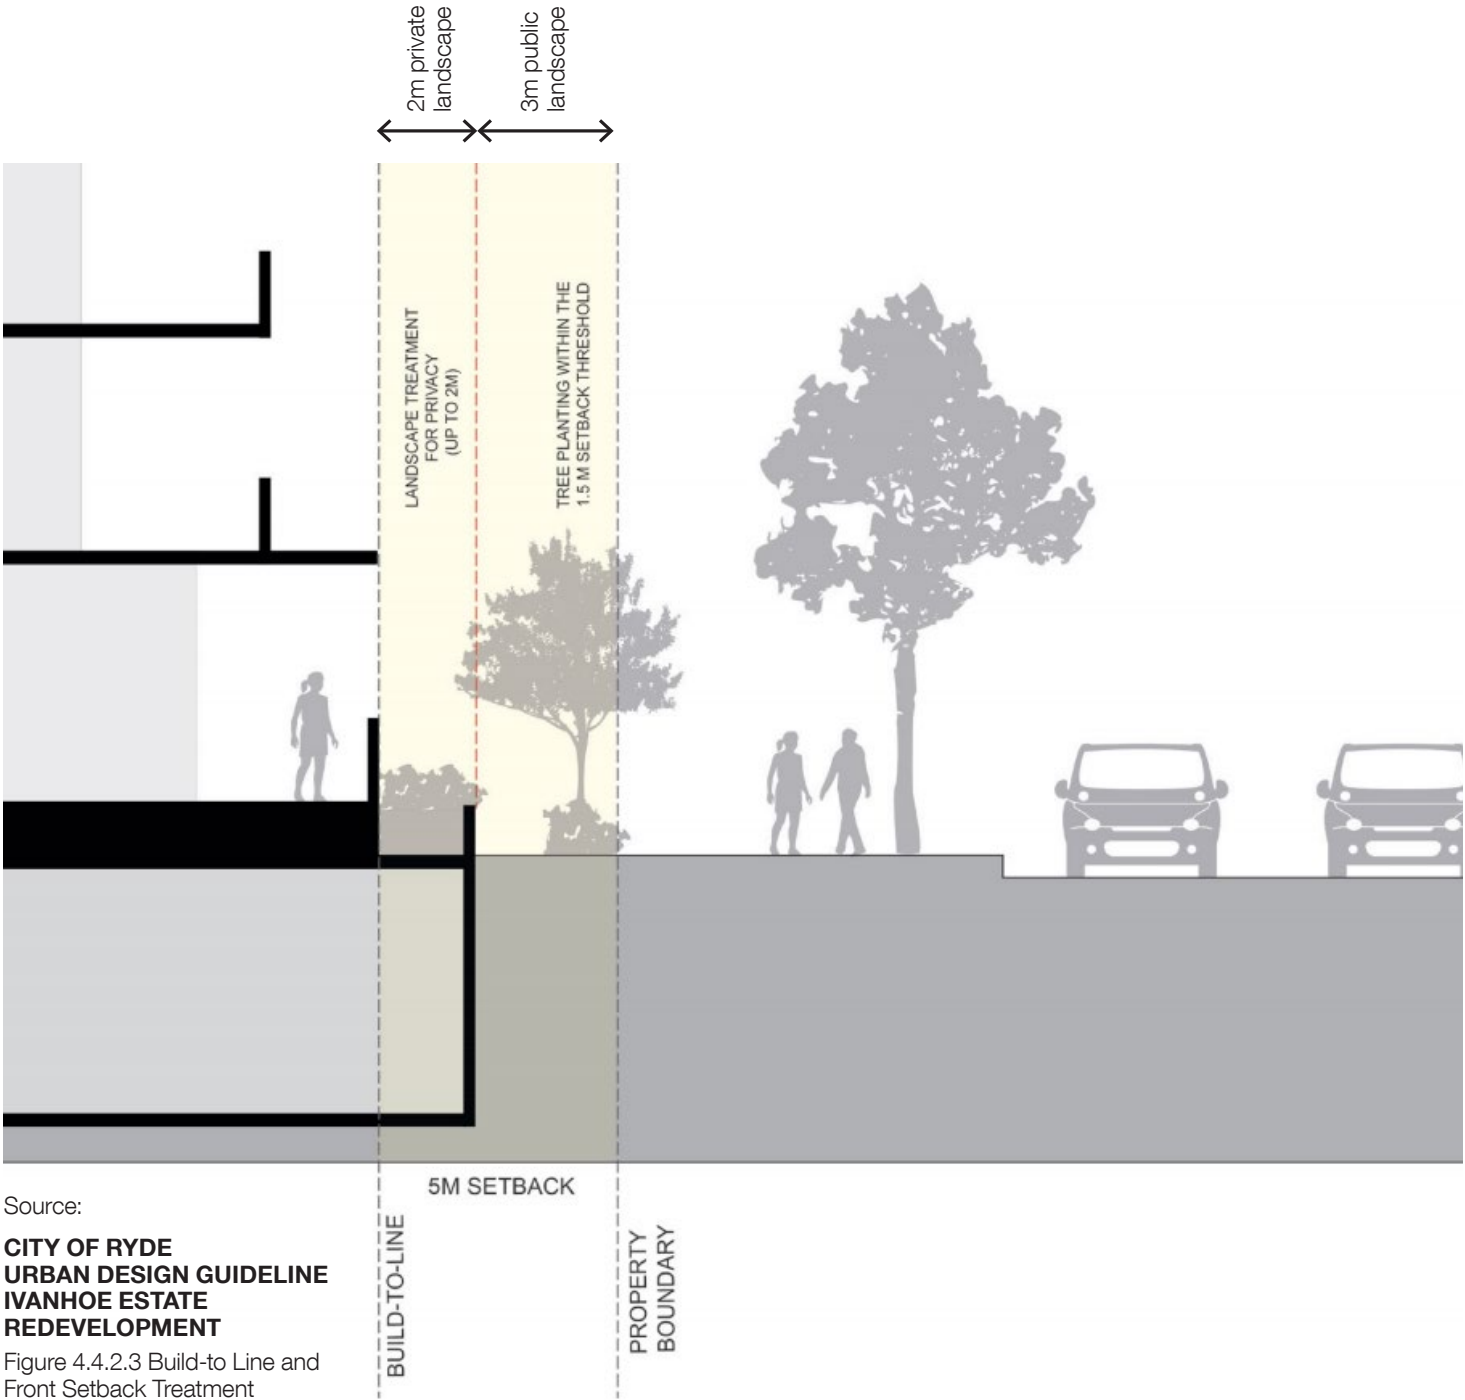 2m private
landscape
3m public
landscape
LANDSCAPE TREATMENT
FOR PRIVACY
(UP TO 2M)
TREE PLANTING WITHIN THE
1.5 M SETBACK THRESHOLD
5M SETBACK
BUILD-TO-LINE
PROPERTY
BOUNDARY
Source:
CITY OF RYDE
URBAN DESIGN GUIDELINE
IVANHOE ESTATE
REDEVELOPMENT
Figure 4.4.2.3 Build-to Line and
Front Setback Treatment